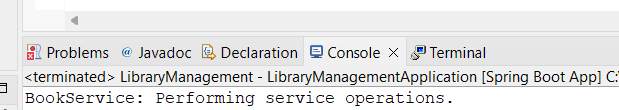 Problems @ Javadoc Declaration Console Terminal
<terminated> LibraryManagement - LibraryManagementApplication [Spring Boot App] C:\
BookService: Performing service operations.